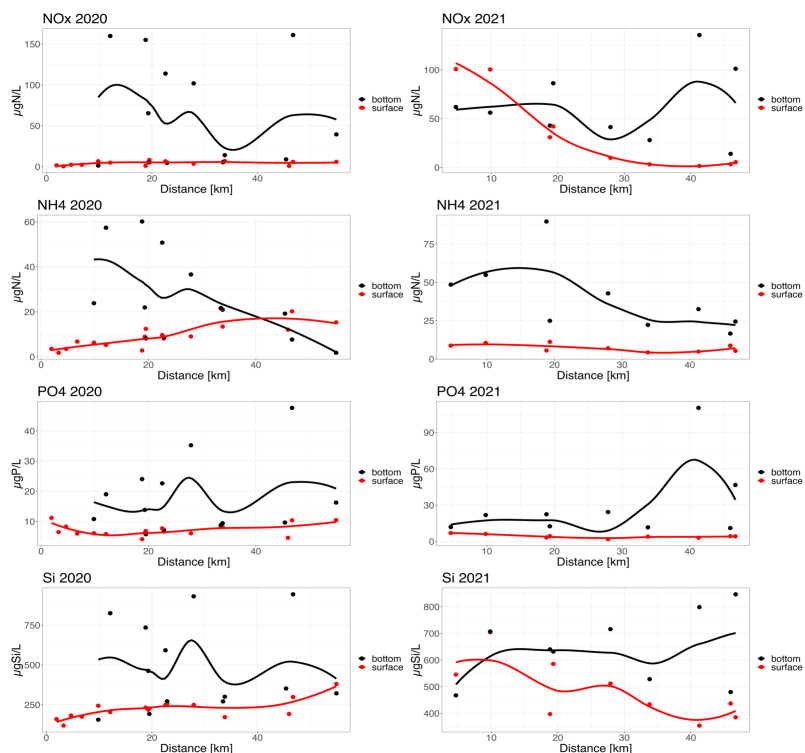 NOx 2020
150
100
50
0
µgN/L
0
20
40
Distance [km]
bottom
surface
NOx 2021
100
50
0
µgN/L
10
20
30
40
Distance [km]
bottom
surface
NH4 2020
60
40
20
0
µgN/L
0
20
40
Distance [km]
bottom
surface
NH4 2021
75
50
25
0
µgN/L
10
20
30
40
Distance [km]
bottom
surface
PO4 2020
40
30
20
10
µgP/L
0
20
40
Distance [km]
bottom
surface
PO4 2021
90
60
30
0
µgP/L
10
20
30
40
Distance [km]
bottom
surface
Si 2020
750
500
250
µgSi/L
0
20
40
Distance [km]
bottom
surface
Si 2021
800
700
600
500
400
µgSi/L
10
20
30
40
Distance [km]
bottom
surface